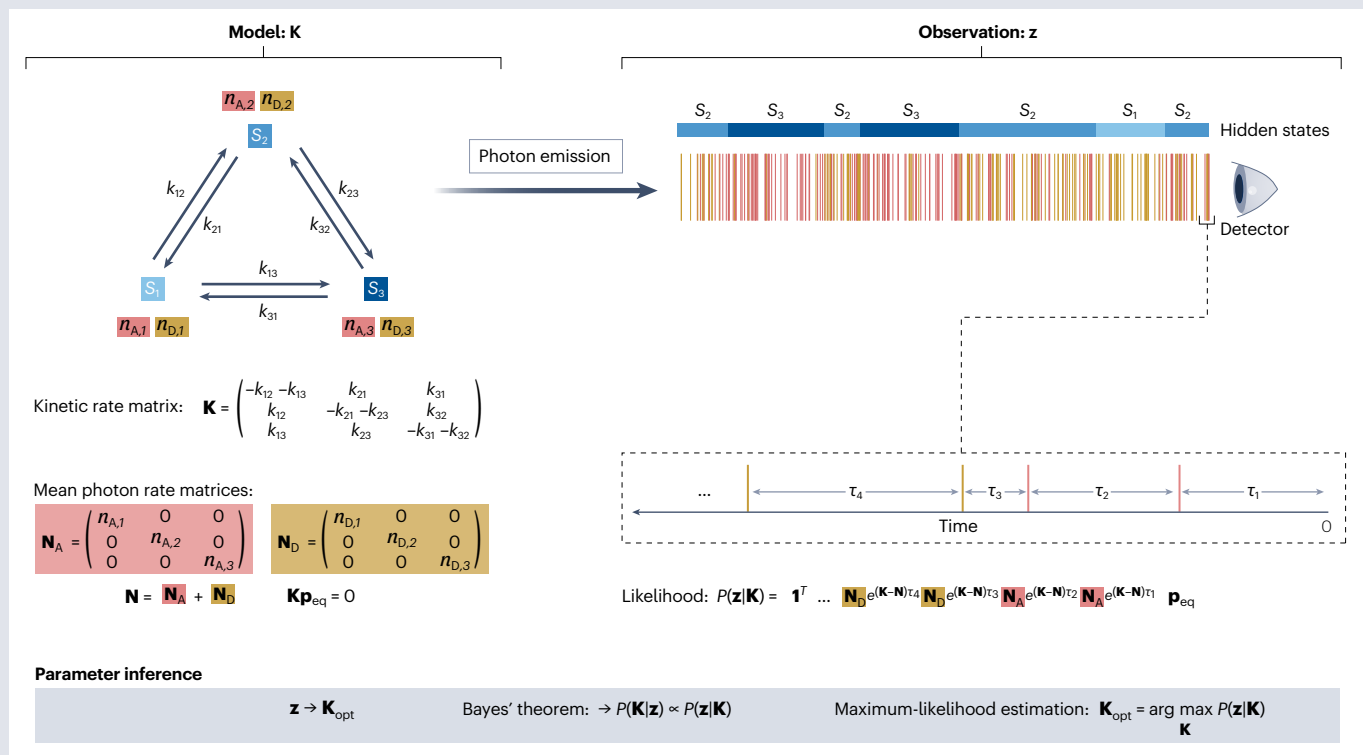 Model: K
n_A,2 n_D,2
S_2
k_12
k_21
k_23
k_32
S_1
k_13
k_31
S_3
n_A,1 n_D,1
n_A,3 n_D,3
Kinetic rate matrix: K = ( −k_12 −k_13 k_21 k_31
k_12 −k_21 −k_23 k_32
k_13 k_23 −k_31 −k_32 )
Mean photon rate matrices:
N_A = ( n_A,1 0 0
0 n_A,2 0
0 0 n_A,3 )
N_D = ( n_D,1 0 0
0 n_D,2 0
0 0 n_D,3 )
N = N_A + N_D Kp_eq = 0
Photon emission
Observation: z
S_2 S_3 S_2 S_3 S_2 S_1 S_2
Hidden states
Detector
... τ_4 τ_3 τ_2 τ_1
Time 0
Likelihood: P(z|K) = 1^T ... N_D e^(K−N)τ_4 N_D e^(K−N)τ_3 N_A e^(K−N)τ_2 N_A e^(K−N)τ_1 p_eq
Parameter inference
z → K_opt Bayes’ theorem: → P(K|z) ∝ P(z|K) Maximum-likelihood estimation: K_opt = arg max P(z|K)
K